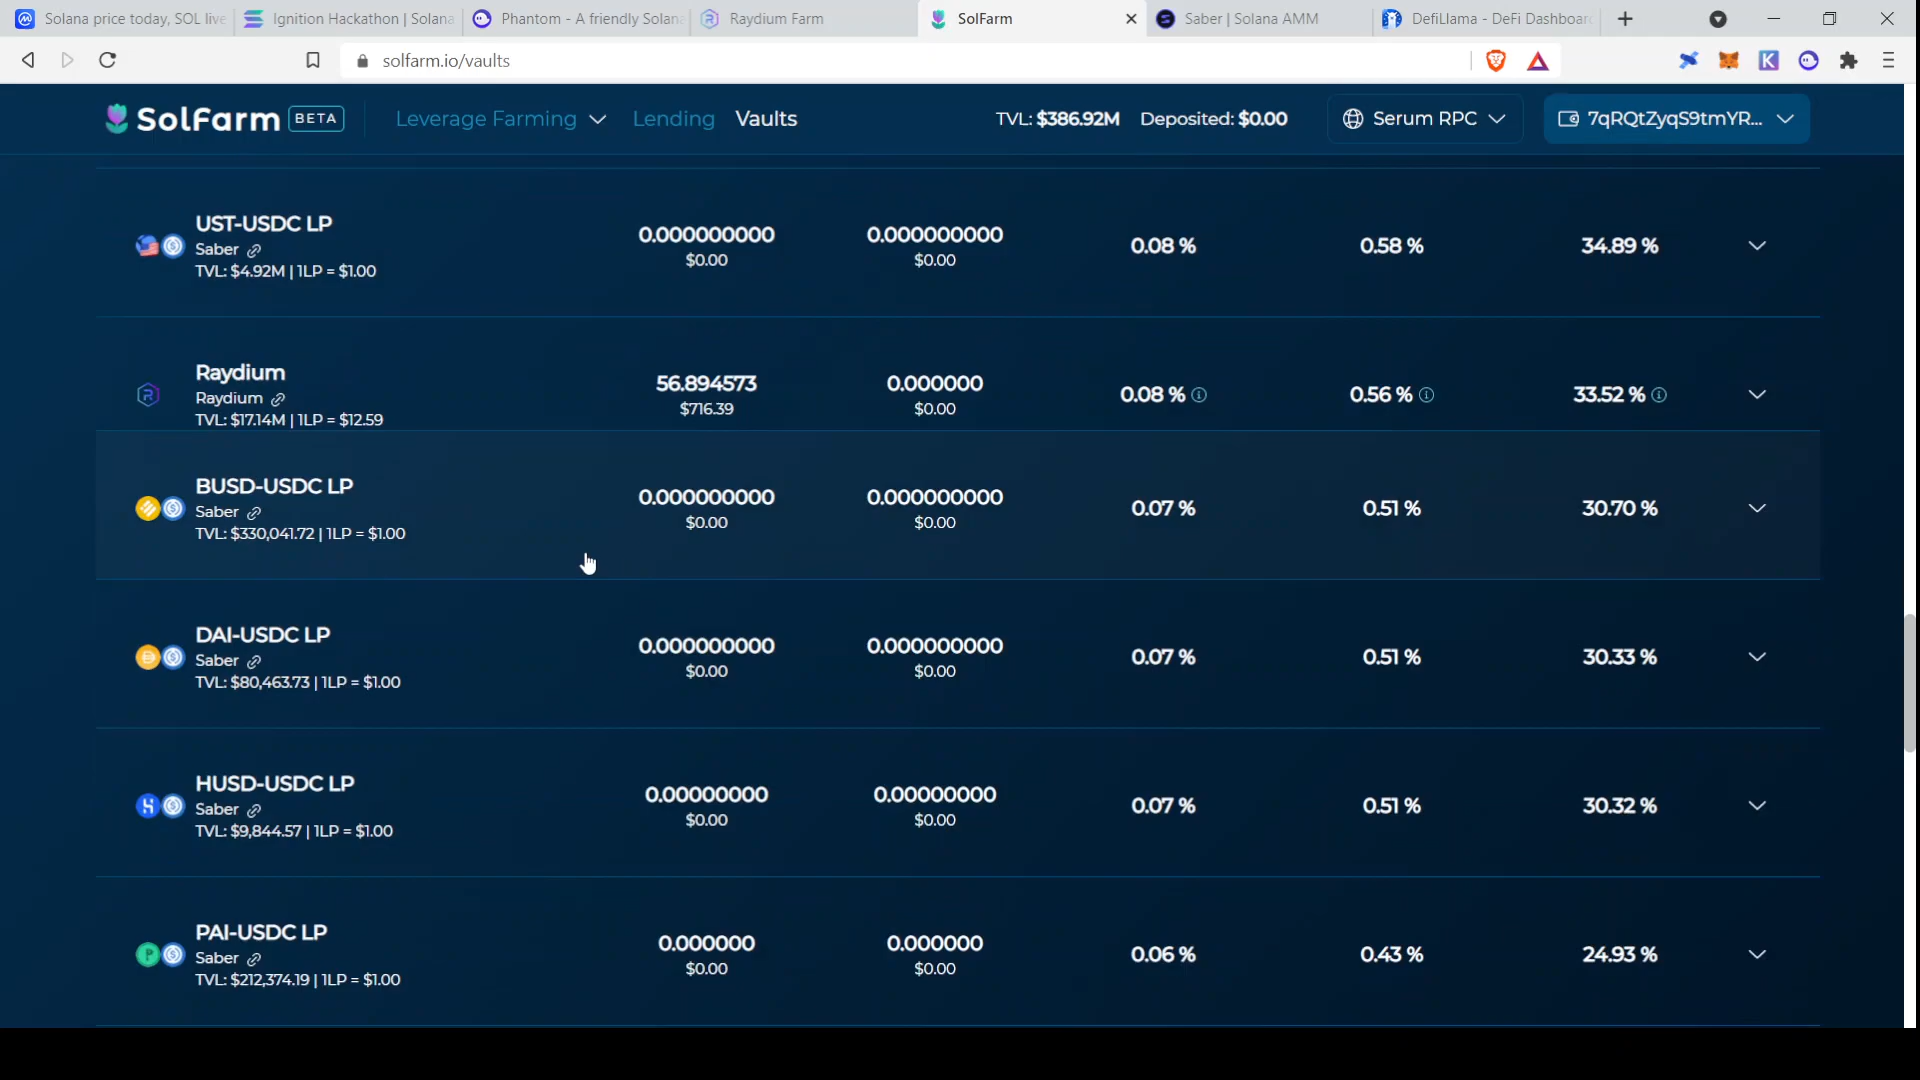 Solana price today, SOL live
Ignition Hackathon | Solana
Phantom - A friendly Solana
Raydium Farm
SolFarm
Saber | Solana AMM
DefiLlama - DeFi Dashboard
solfarm.io/vaults
SolFarm BETA
Leverage Farming
Lending
Vaults
TVL: $386.92M
Deposited: $0.00
Serum RPC
7qRQtZyqS9tmYR...
UST-USDC LP
Saber
TVL: $4.92M | 1LP = $1.00
0.000000000
$0.00
0.000000000
$0.00
0.08 %
0.58 %
34.89 %
Raydium
Raydium
TVL: $17.14M | 1LP = $12.59
56.894573
$716.39
0.000000
$0.00
0.08 %
0.56 %
33.52 %
BUSD-USDC LP
Saber
TVL: $330,041.72 | 1LP = $1.00
0.000000000
$0.00
0.000000000
$0.00
0.07 %
0.51 %
30.70 %
DAI-USDC LP
Saber
TVL: $80,463.73 | 1LP = $1.00
0.000000000
$0.00
0.000000000
$0.00
0.07 %
0.51 %
30.33 %
HUSD-USDC LP
Saber
TVL: $9,844.57 | 1LP = $1.00
0.00000000
$0.00
0.00000000
$0.00
0.07 %
0.51 %
30.32 %
PAI-USDC LP
Saber
TVL: $212,374.19 | 1LP = $1.00
0.000000
$0.00
0.000000
$0.00
0.06 %
0.43 %
24.93 %